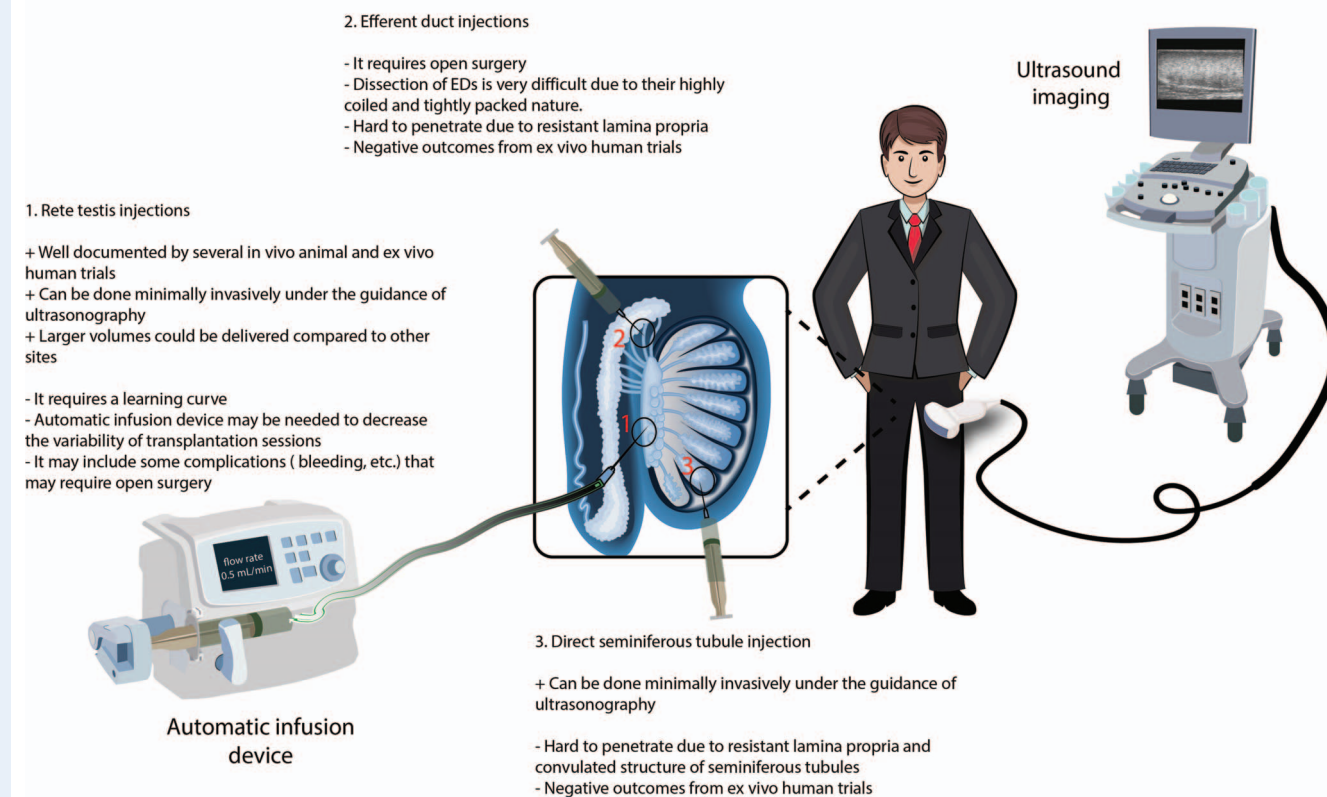 2. Efferent duct injections
- It requires open surgery
- Dissection of EDs is very difficult due to their highly
coiled and tightly packed nature.
- Hard to penetrate due to resistant lamina propria
- Negative outcomes from ex vivo human trials
Ultrasound
imaging
1. Rete testis injections
+ Well documented by several in vivo animal and ex vivo
human trials
+ Can be done minimally invasively under the guidance of
ultrasonography
+ Larger volumes could be delivered compared to other
sites
- It requires a learning curve
- Automatic infusion device may be needed to decrease
the variability of transplantation sessions
- It may include some complications ( bleeding, etc.) that
may require open surgery
2
1
3
flow rate
0.5 mL/min
Automatic infusion
device
3. Direct seminiferous tubule injection
+ Can be done minimally invasively under the guidance of
ultrasonography
- Hard to penetrate due to resistant lamina propria and
convulated structure of seminiferous tubules
- Negative outcomes from ex vivo human trials